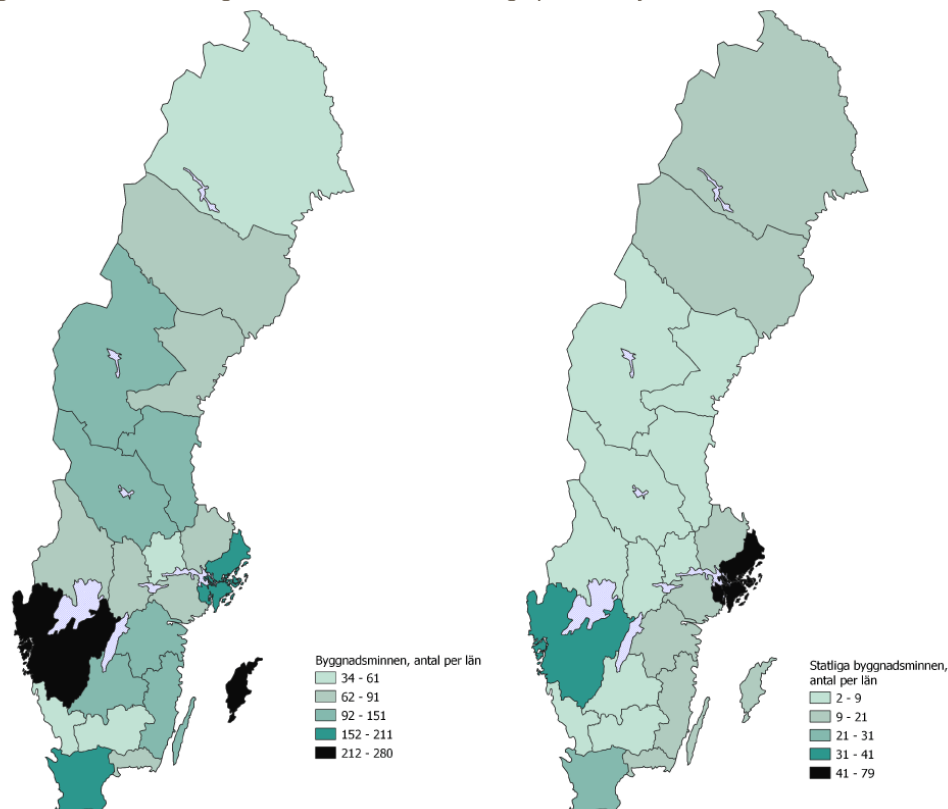 Byggnadsminnen, antal per län
34 - 61
62 - 91
92 - 151
152 - 211
212 - 280
Statliga byggnadsminnen,
antal per län
2 - 9
9 - 21
21 - 31
31 - 41
41 - 79